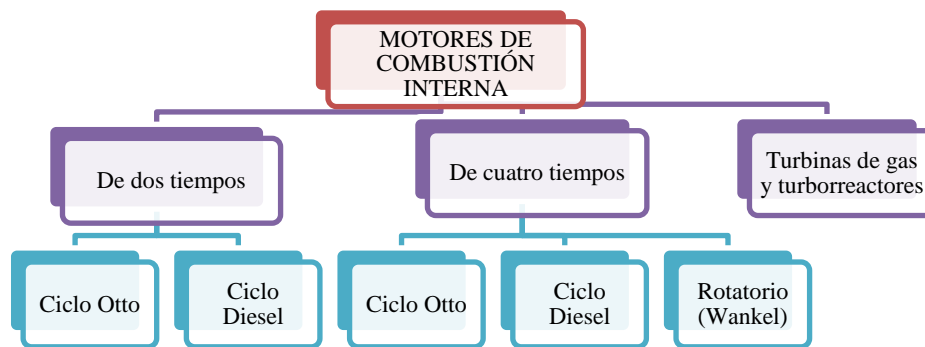 MOTORES DE
COMBUSTIÓN
INTERNA
De dos tiempos
De cuatro tiempos
Turbinas de gas
y turborreactores
Ciclo Otto
Ciclo
Diesel
Ciclo Otto
Ciclo
Diesel
Rotatorio
(Wankel)